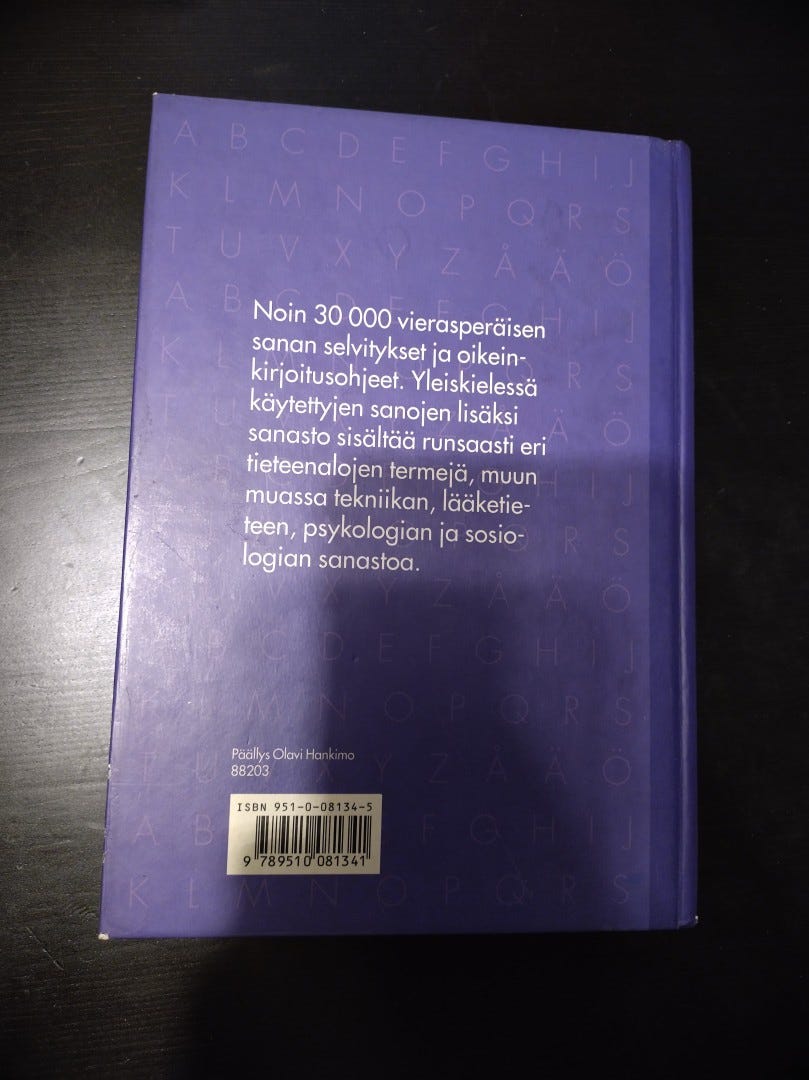 A B C D E F G H I J
K L M N O P Q R S
T U V X Y Z Å Ä Ö
Noin 30 000 vierasperäisen
sanan selvitykset ja oikein-
kirjoitusohjeet. Yleiskielessä
käytettyjen sanojen lisäksi
sanasto sisältää runsaasti eri
tieteenalojen termejä, muun
muassa tekniikan, lääketie-
teen, psykologian ja sosio-
logian sanastoa.
U V X Y Z Å Ä Ö
B C D E F G H I J
L M N O P Q R S
Päällys Olavi Hankimo
88203
T U V X Y Z Å Ä Ö
ISBN 951-0-08134-5
9 789510 081341
A B F G H I J
K L M N O P Q R S